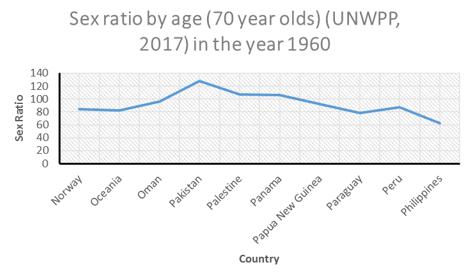 Sex ratio by age (70 year olds) (UNWPP,
2017) in the year 1960
Sex Ratio
140
120
100
80
60
40
20
0
Norway
Oceania
Oman
Pakistan
Palestine
Panama
Papua New Guinea
Paraguay
Peru
Philippines
Country